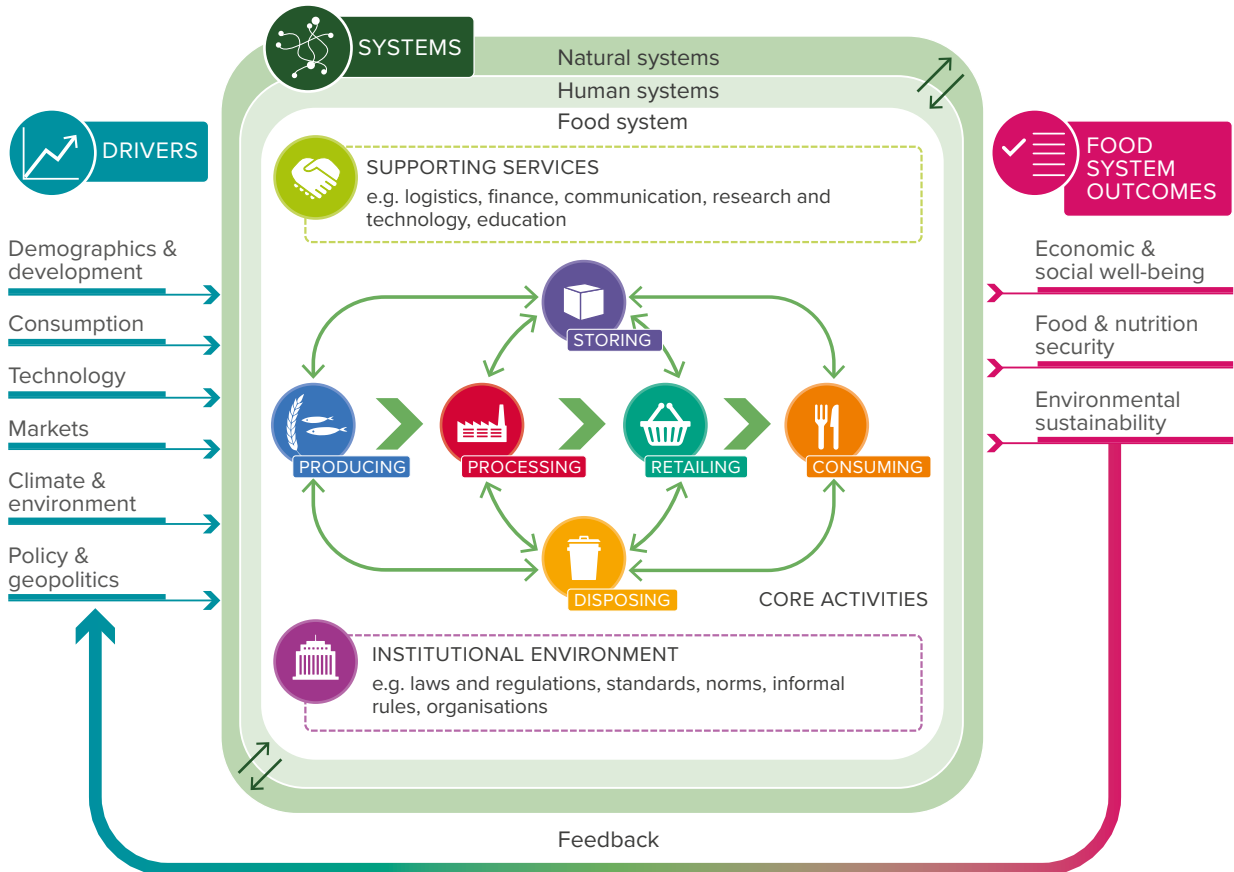 SYSTEMS
Natural systems
Human systems
Food system
DRIVERS
Demographics &
development
Consumption
Technology
Markets
Climate &
environment
Policy &
geopolitics
SUPPORTING SERVICES
e.g. logistics, finance, communication, research and
technology, education
STORING
PRODUCING
PROCESSING
RETAILING
CONSUMING
DISPOSING
CORE ACTIVITIES
INSTITUTIONAL ENVIRONMENT
e.g. laws and regulations, standards, norms, informal
rules, organisations
FOOD
SYSTEM
OUTCOMES
Economic &
social well-being
Food & nutrition
security
Environmental
sustainability
Feedback